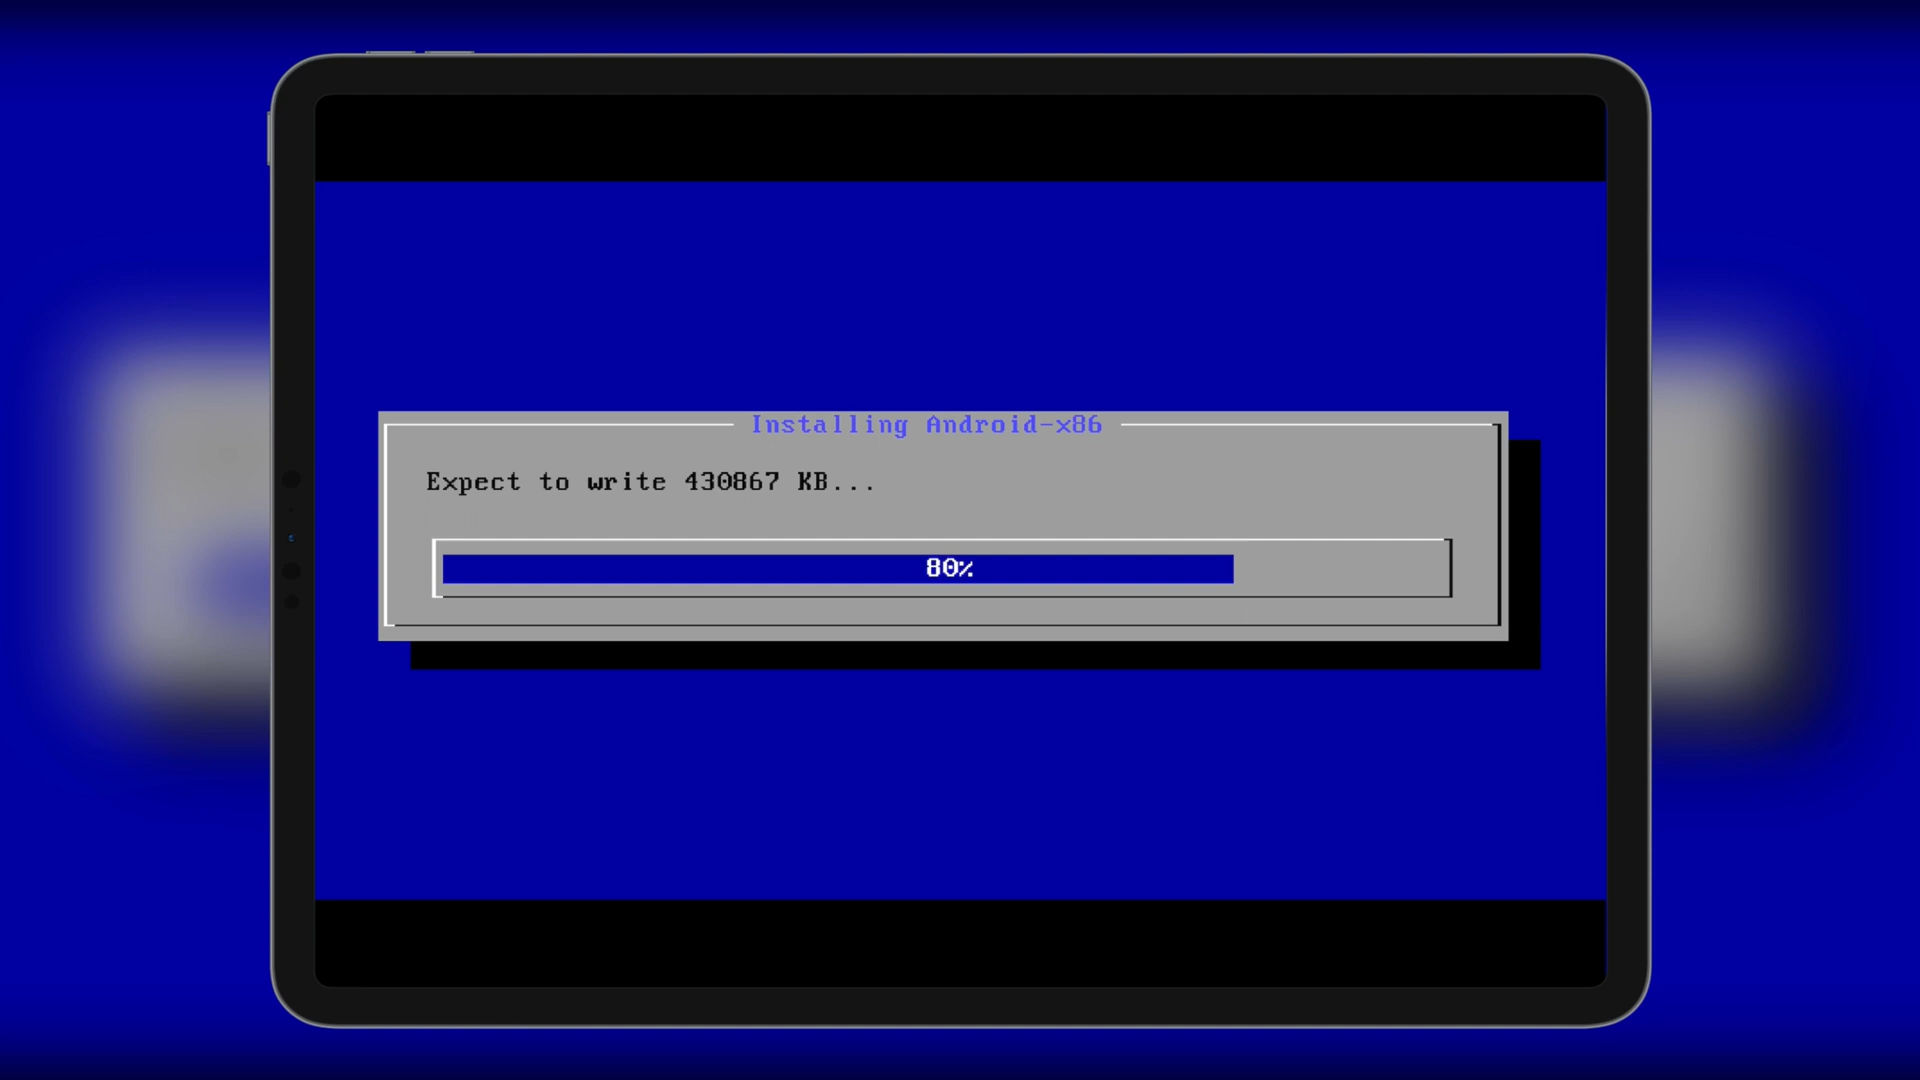 Installing Android-x86
Expect to write 430867 KB...
80%